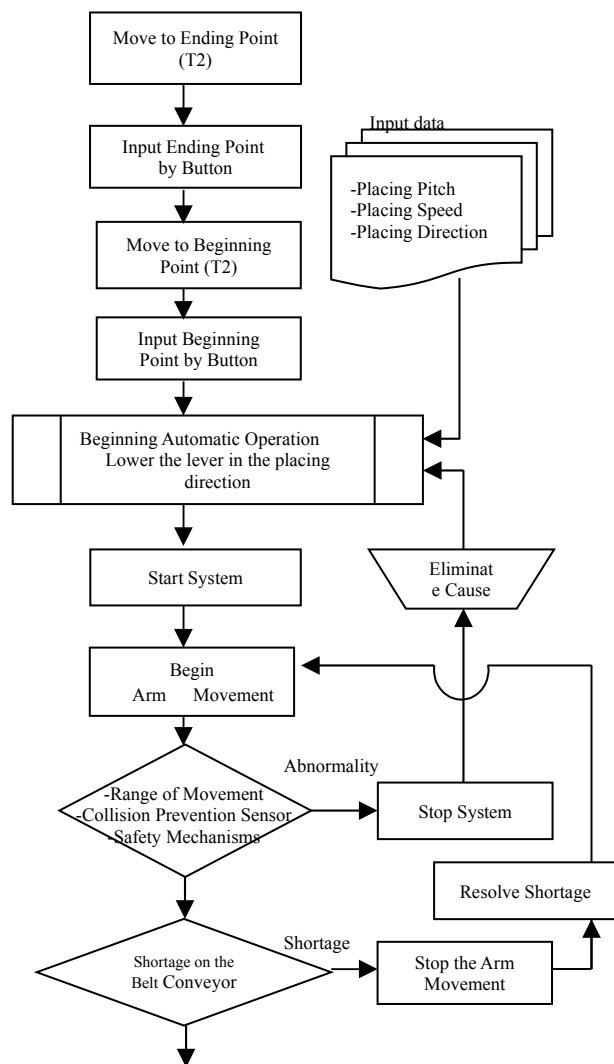 Move to Ending Point
(T2)
Input Ending Point
by Button
Input data
-Placing Pitch
-Placing Speed
-Placing Direction
Move to Beginning
Point (T2)
Input Beginning
Point by Button
Beginning Automatic Operation
Lower the lever in the placing
direction
Start System
Eliminat
e Cause
Begin
Arm Movement
Abnormality
-Range of Movement
-Collision Prevention Sensor
-Safety Mechanisms
Stop System
Resolve Shortage
Shortage
Shortage on the
Belt Conveyor
Stop the Arm
Movement